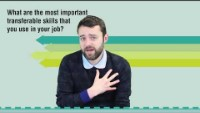 What are the most important
transferable skills that
you use in your job?